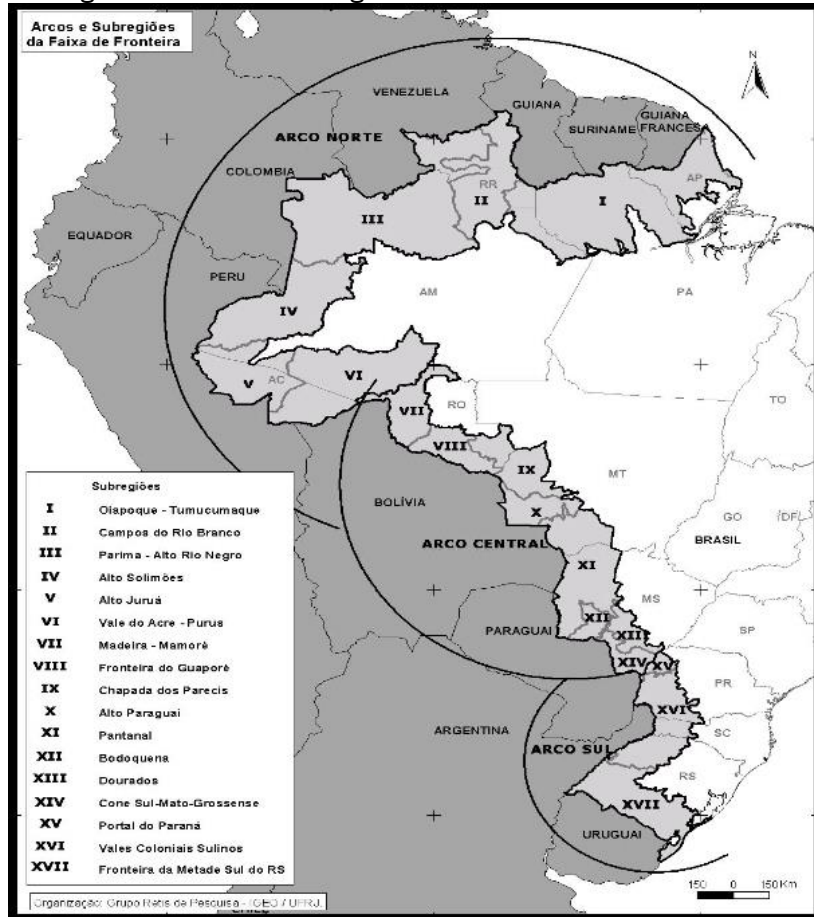 Arcos e Subregiões
da Faixa de Fronteira
N
VENEZUELA
GUIANA
SURINAME
GUIANA
FRANCESA
ARCO NORTE
COLOMBIA
RR
AP
I
II
III
EQUADOR
PERU
AM
PA
IV
VI
V
AC
VII
RO
TO
VIII
IX
MT
BOLÍVIA
X
GO
/DF/
BRASIL
ARCO CENTRAL
XI
MS
XII
PARAGUAI
XIII
SP
XIV
XV
PR
XVI
ARGENTINA
SC
ARCO SUL
RS
XVII
URUGUAI
Subregiões
I Oiapoque - Tumucumaque
II Campos do Rio Branco
III Parima - Alto Rio Negro
IV Alto Solimões
V Alto Juruá
VI Vale do Acre - Purus
VII Madeira - Mamoré
VIII Fronteira do Guaporé
IX Chapada dos Parecis
X Alto Paraguai
XI Pantanal
XII Bodoquena
XIII Dourados
XIV Cone Sul-Mato-Grossense
XV Portal do Paraná
XVI Vales Coloniais Sulinos
XVII Fronteira da Metade Sul do RS
150 0 150 Km
Organização: Grupo Retis de Pesquisa - IGEO / UFRJ.